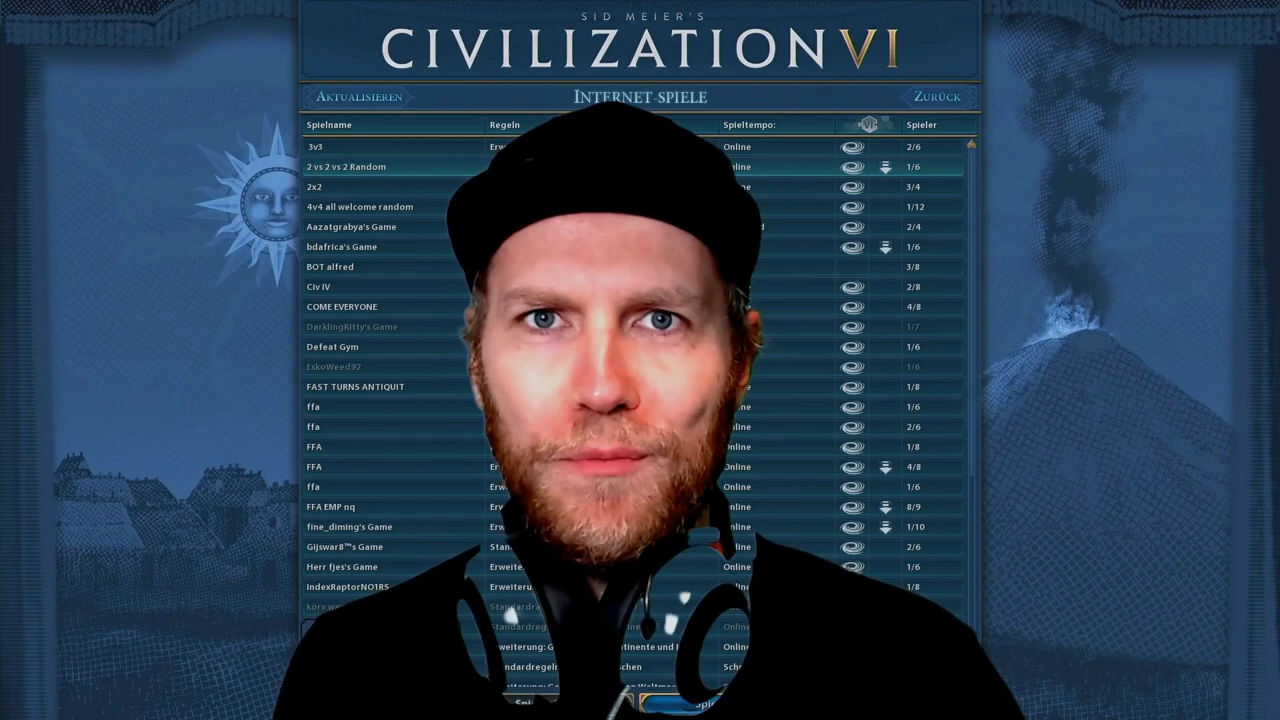 SID MEIER'S
CIVILIZATION VI
AKTUALISIEREN INTERNET-SPIELE ZURÜCK
Spielname Regeln Spieltempo: Spieler
3v3 Online 2/6
2 vs 2 vs 2 Random 1/6
2x2 3/4
4v4 all welcome random 1/12
Aazatgrabya's Game 2/4
bdafrica's Game 1/6
BOT alfred 3/8
Civ IV 2/8
COME EVERYONE 4/8
DarklingKitty's Game 1/7
Defeat Gym 1/6
EskoWeed92 1/6
FAST TURNS ANTIQUIT 1/8
ffa 1/6
ffa 2/6
FFA Online 1/8
FFA Online 4/8
ffa Online 1/6
FFA EMP nq 8/9
fine_diming's Game 1/10
Gijswar8™s Game 2/6
Herr fjes's Game Online 1/6
IndexRaptorNO1RS Online 1/8
Online
Online